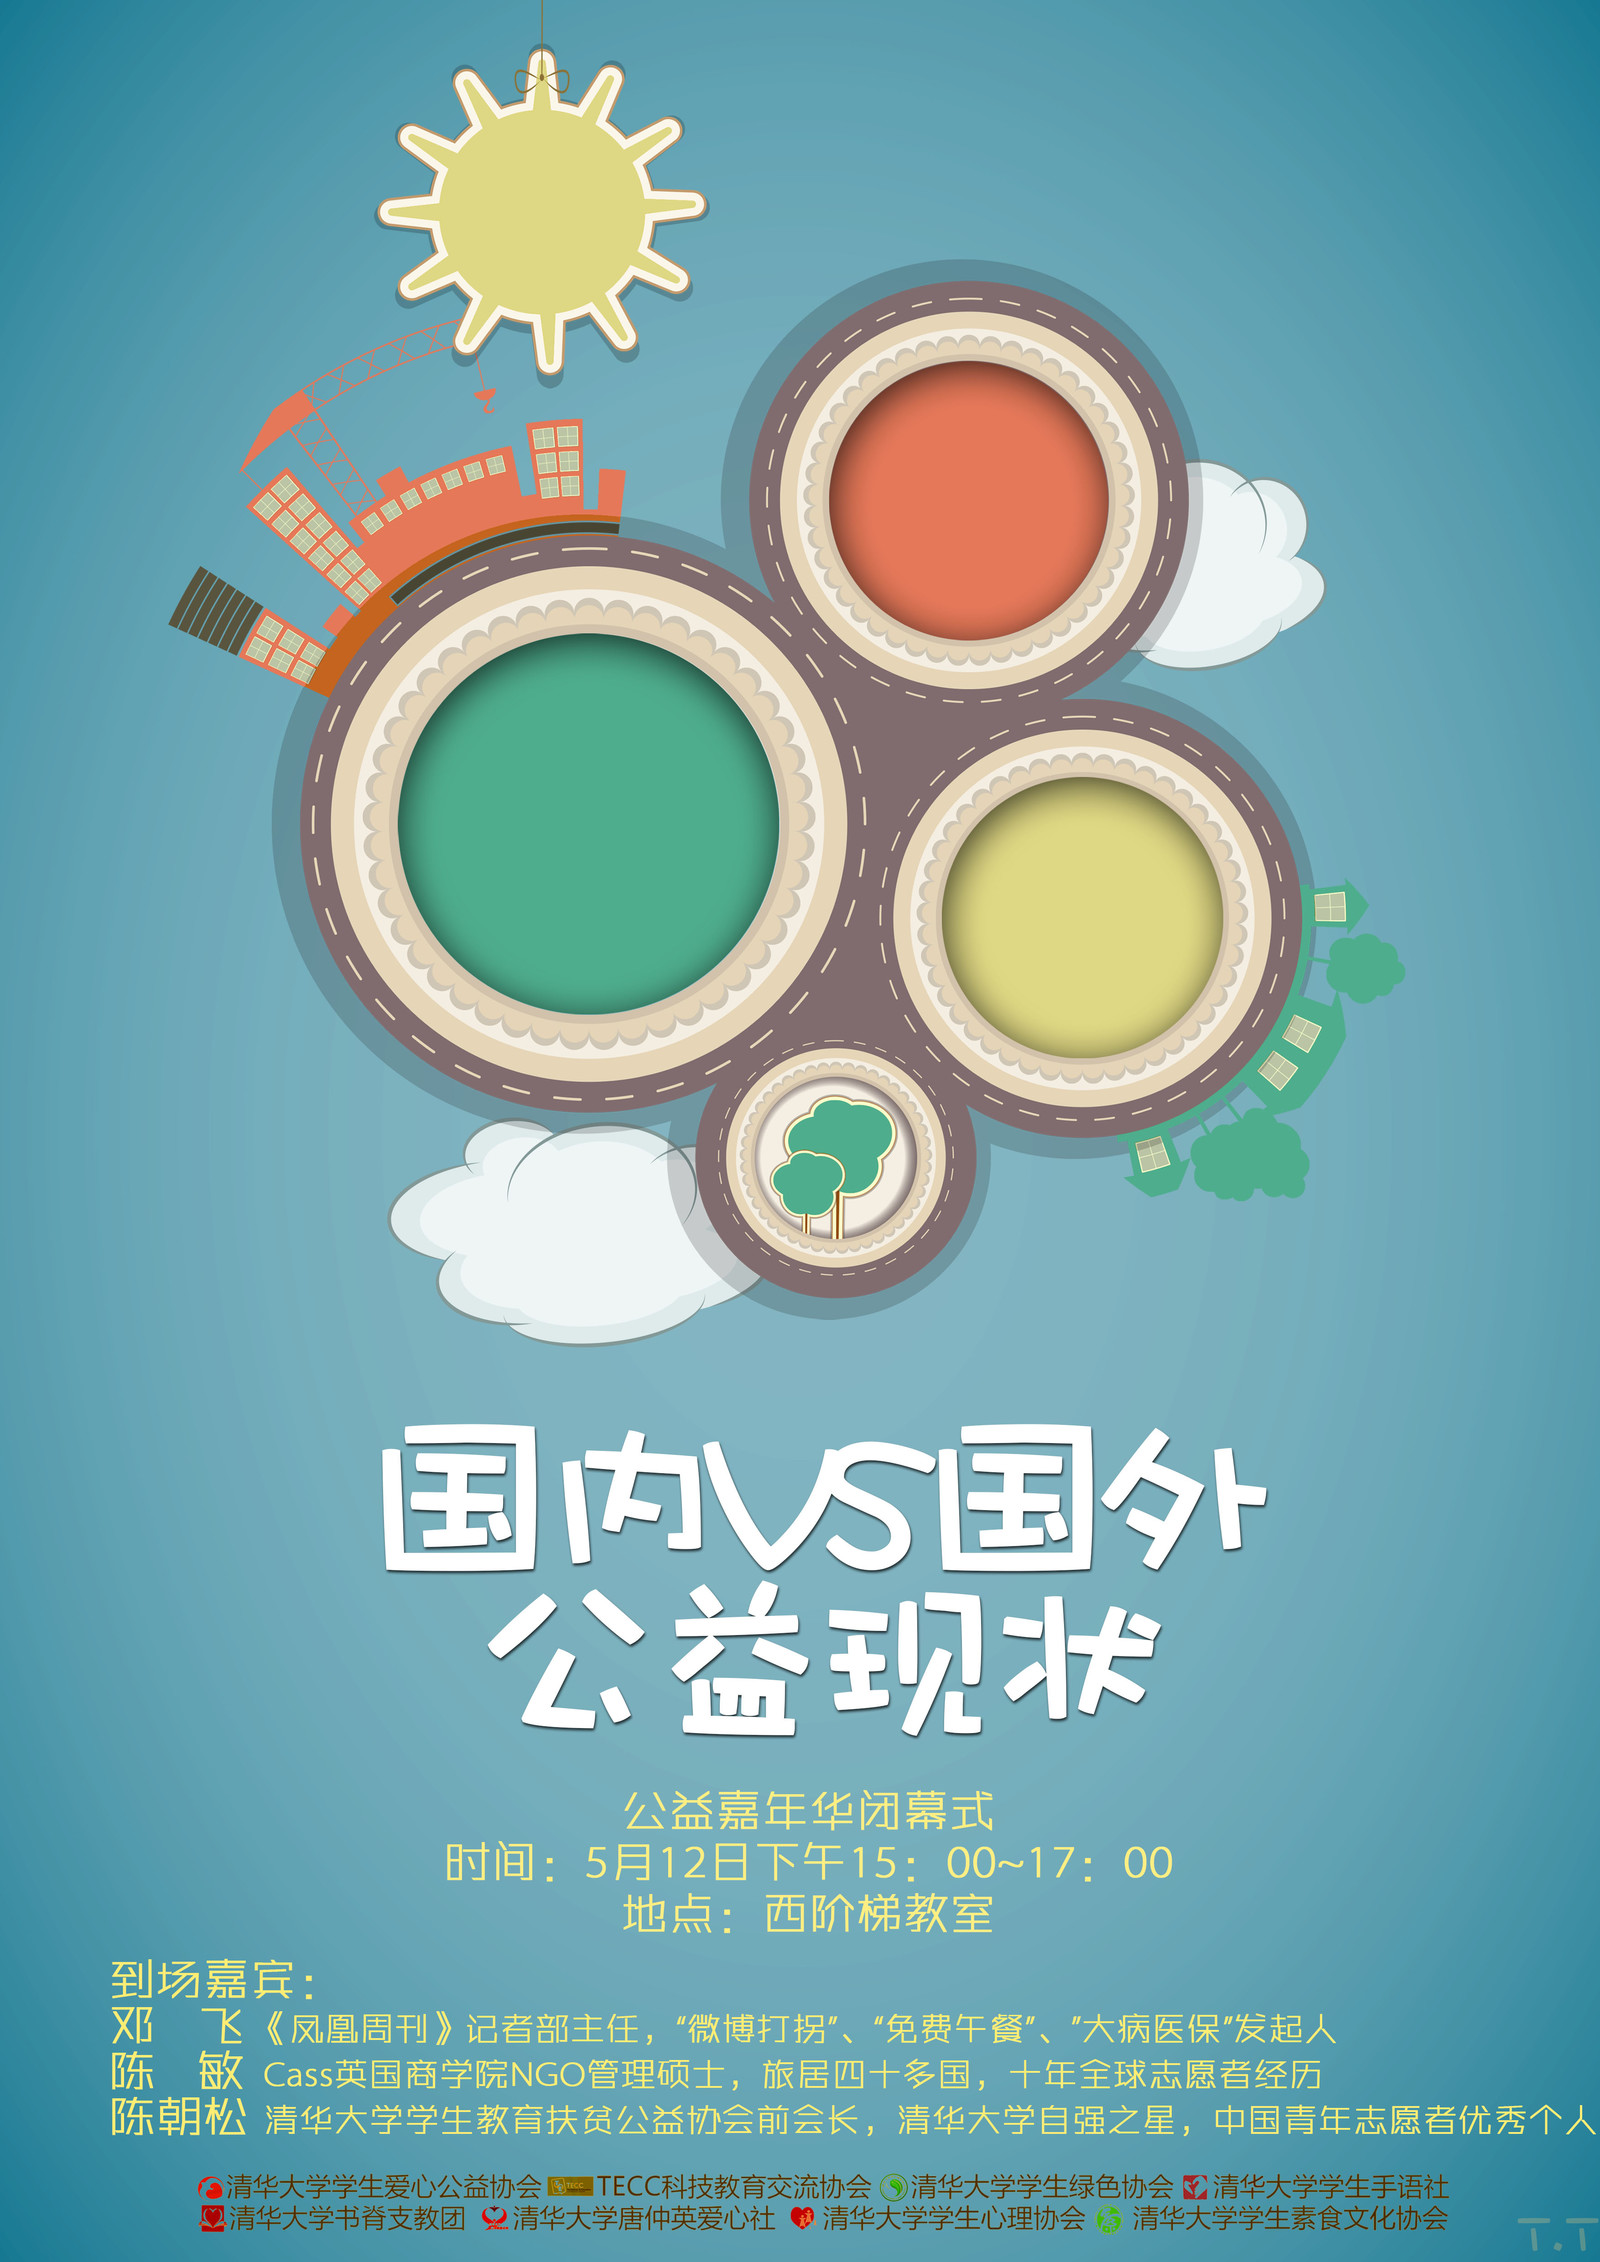 国内VS国外
公益现状
公益嘉年华闭幕式
时间：5月12日下午15：00~17：00
地点：西阶梯教室
到场嘉宾：
邓 飞 《凤凰周刊》记者部主任，“微博打拐”、“免费午餐”、”大病医保”发起人
陈 敏 Cass英国商学院NGO管理硕士，旅居四十多国，十年全球志愿者经历
陈朝松 清华大学学生教育扶贫公益协会前会长，清华大学自强之星，中国青年志愿者优秀个人
清华大学学生爱心公益协会 TECC TECC科技教育交流协会 清华大学学生绿色协会 清华大学学生手语社
清华大学书脊支教团 清华大学唐仲英爱心社 清华大学学生心理协会 清华大学学生素食文化协会
T.T